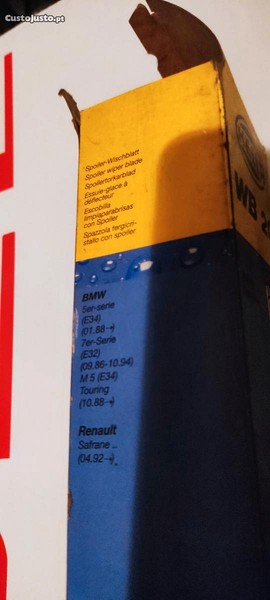 CustoJusto.pt
Spoiler-Wischblatt
Spoiler wiper blade
Spoilertorkarblad
Essuie-glace à
déflecteur
Escobilla
limpiaparabrisas
con Spoiler
Spazzola tergicri-
stallo con spoiler
WB 2
BMW
5er-serie
(E34)
(01.88→)
7er-Serie
(E32)
(09.86-10.94)
M 5 (E34)
Touring
(10.88→)
Renault
Safrane ...
(04.92→)